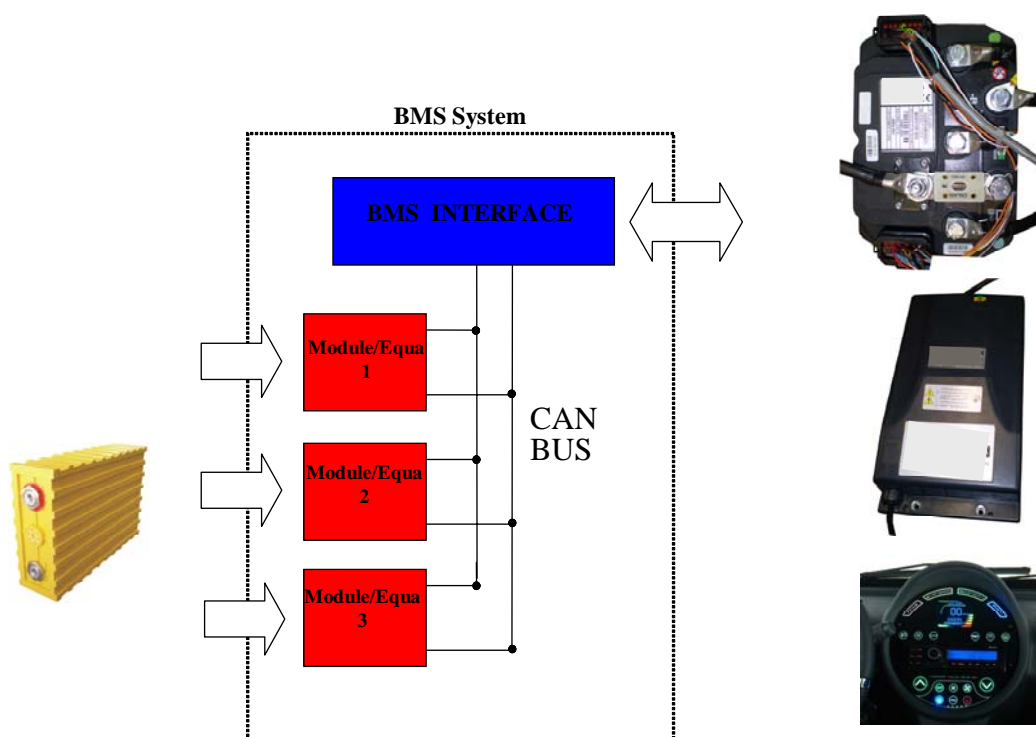 BMS System
BMS INTERFACE
Module/Equa
1
CAN
BUS
Module/Equa
2
Module/Equa
3